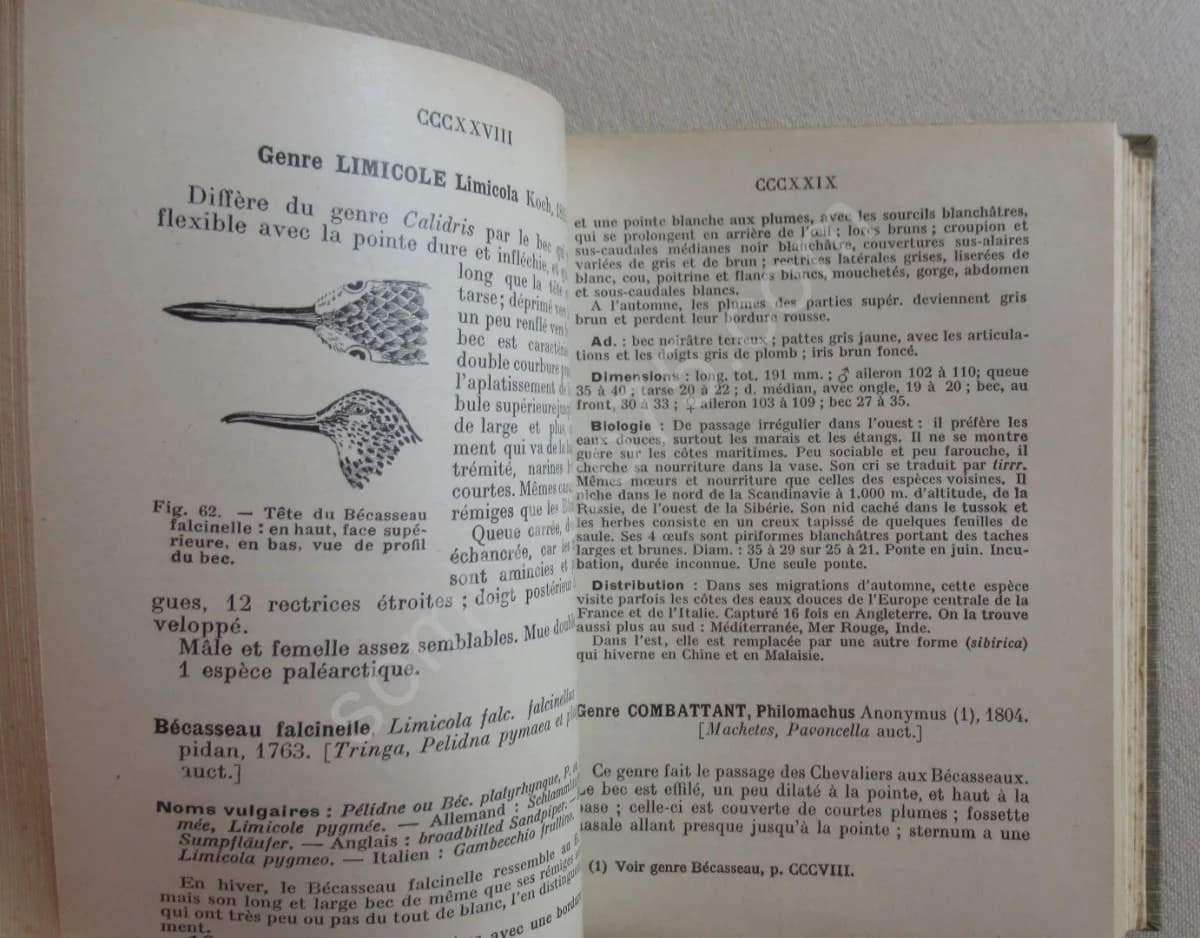 CCCXXVIII
Genre LIMICOLE Limicola Koch,
Diffère du genre Calidris par le bec
flexible avec la pointe dure et infléchie,
long que la tête
tarse; déprimé
un peu renflé vers
bec est
double courbure
l'aplatissement
bule supérieure
de large et plus
ment qui va de la
trémité, narines
courtes. Mêmes
rémiges que les
Queue carrée,
échancrée, car les
sont amincies et
gues, 12 rectrices étroites ; doigt
veloppé.
Mâle et femelle assez semblables. Mue
1 espèce paléarctique.
Fig. 62. — Tête du Bécasseau
falcinelle : en haut, face supé-
rieure, en bas, vue de profil
du bec.
Bécasseau falcinelle, Limicola falc. falcinellus
pidan, 1763. [Tringa, Pelidna pymaea et
auct.]
Noms vulgaires : Pélidne ou Béc. platyrhynque, P.
mée, Limicole pygmée. — Allemand :
Sumpfläufer. — Anglais : broadbilled Sandpiper. —
Limicola pygmeo. — Italien : Gambecchio frullino.
En hiver, le Bécasseau falcinelle ressemble au
mais son long et large bec de même que ses rémiges
qui ont très peu ou pas du tout de blanc, l'en
ment.
avec une
CCCXXIX
et une pointe blanche aux plumes, avec les sourcils blanchâtres,
qui se prolongent en arrière de l'œil ; lores bruns ; croupion et
sus-caudales médianes noir blanchâtre, couvertures sus-alaires
variées de gris et de brun ; rectrices latérales grises, liserées de
blanc, cou, poitrine et flancs blancs, mouchetés, gorge, abdomen
et sous-caudales blancs.
A l'automne, les plumes des parties supér. deviennent gris
brun et perdent leur bordure rousse.
Ad. : bec noirâtre terreux ; pattes gris jaune, avec les articula-
tions et les doigts gris de plomb ; iris brun foncé.
Dimensions : long. tot. 191 mm. ; ♂ aileron 102 à 110; queue
35 à 40 ; tarse 20 à 22 ; d. médian, avec ongle, 19 à 20 ; bec, au
front, 30 à 33 ; ♀ aileron 103 à 109 ; bec 27 à 35.
Biologie : De passage irrégulier dans l'ouest : il préfère les
eaux douces, surtout les marais et les étangs. Il ne se montre
guère sur les côtes maritimes. Peu sociable et peu farouche, il
cherche sa nourriture dans la vase. Son cri se traduit par tirrr.
Mêmes mœurs et nourriture que celles des espèces voisines. Il
niche dans le nord de la Scandinavie à 1.000 m. d'altitude, de la
Russie, de l'ouest de la Sibérie. Son nid caché dans le tussok et
les herbes consiste en un creux tapissé de quelques feuilles de
saule. Ses 4 œufs sont piriformes blanchâtres portant des taches
larges et brunes. Diam. : 35 à 29 sur 25 à 21. Ponte en juin. Incu-
bation, durée inconnue. Une seule ponte.
Distribution : Dans ses migrations d'automne, cette espèce
visite parfois les côtes des eaux douces de l'Europe centrale de la
France et de l'Italie. Capturé 16 fois en Angleterre. On la trouve
aussi plus au sud : Méditerranée, Mer Rouge, Inde.
Dans l'est, elle est remplacée par une autre forme (sibirica)
qui hiverne en Chine et en Malaisie.
Genre COMBATTANT, Philomachus Anonymus (1), 1804.
[Machetes, Pavoncella auct.]
Ce genre fait le passage des Chevaliers aux Bécasseaux.
Le bec est effilé, un peu dilaté à la pointe, et haut à la
base ; celle-ci est couverte de courtes plumes ; fossette
nasale allant presque jusqu'à la pointe ; sternum a une
(1) Voir genre Bécasseau, p. CCCVIII.